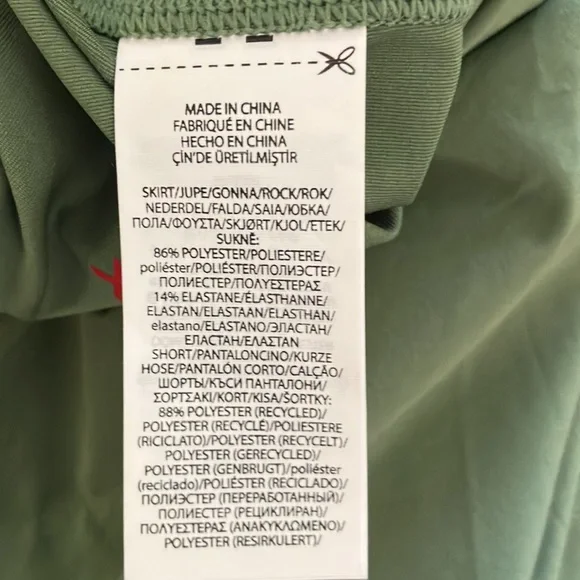 MADE IN CHINA
FABRIQUÉ EN CHINE
HECHO EN CHINA
ÇİN'DE ÜRETİLMİŞTİR
SKIRT/JUPE/GONNA/ROCK/ROK/
NEDERDEL/FALDA/SAIA/ЮБКА/
ПОЛА/ΦΟΥΣΤΑ/SKJØRT/KJOL/ETEK/
SUKNĚ:
86% POLYESTER/POLIESTERE/
poliéster/POLIÉSTER/ПОЛИЭСТЕР/
ПОЛИЕСТЕР/ΠΟΛΥΕΣΤΕΡΑΣ
14% ELASTANE/ÉLASTHANNE/
ELASTAN/ELASTAAN/ELASTHAN/
elastano/ELASTANO/ЭЛАСТАН/
ЕЛАСТАН/ΕΛΑΣΤΑΝ
SHORT/PANTALONCINO/KURZE
HOSE/PANTALÓN CORTO/CALÇÃO/
ШОРТЫ/КЪСИ ПАНТАЛОНИ/
ΣΟΡΤΣΑΚΙ/KORT/KISA/ŠORTKY:
88% POLYESTER (RECYCLED)/
POLYESTER (RECYCLÉ)/POLIESTERE
(RICICLATO)/POLYESTER (RECYCELT)/
POLYESTER (GERECYCLED)/
POLYESTER (GENBRUGT)/poliéster
(reciclado)/POLIÉSTER (RECICLADO)/
ПОЛИЭСТЕР (ПЕРЕРАБОТАННЫЙ)/
ПОЛИЕСТЕР (РЕЦИКЛИРАН)/
ΠΟΛΥΕΣΤΕΡΑΣ (ΑΝΑΚΥΚΛΩΜΕΝΟ)/
POLYESTER (RESIRKULERT)/